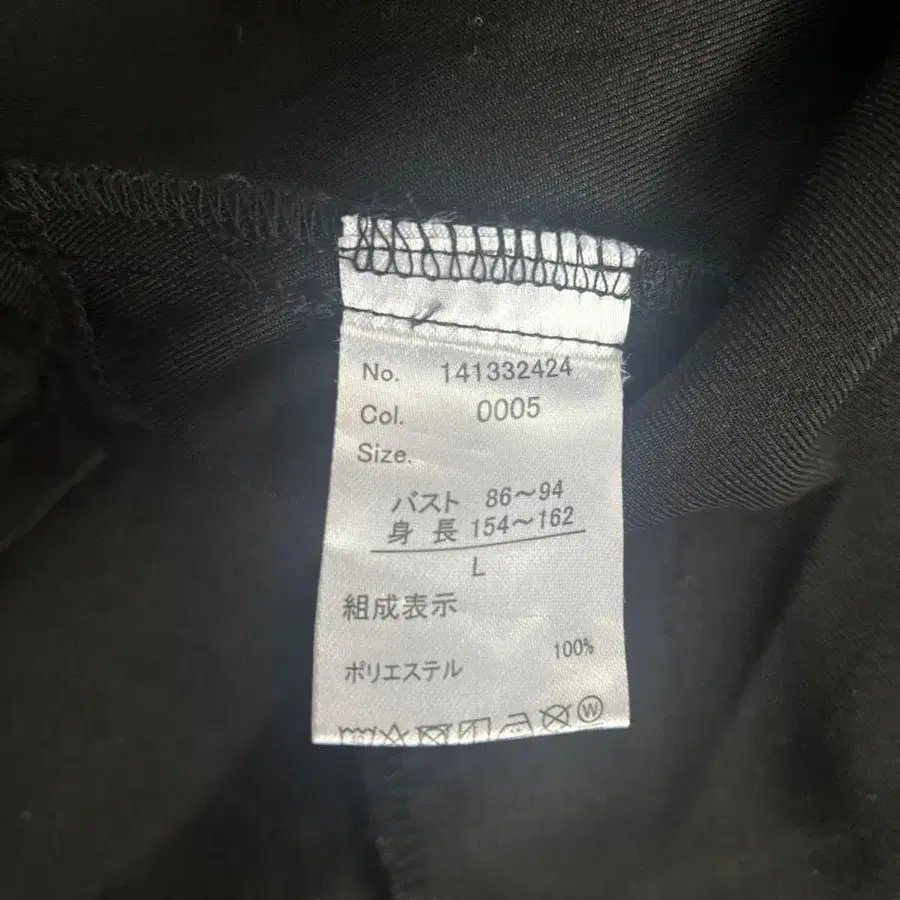 No. 141332424
Col. 0005
Size.
バスト 86～94
身長 154～162
L
組成表示
ポリエステル 100%
W